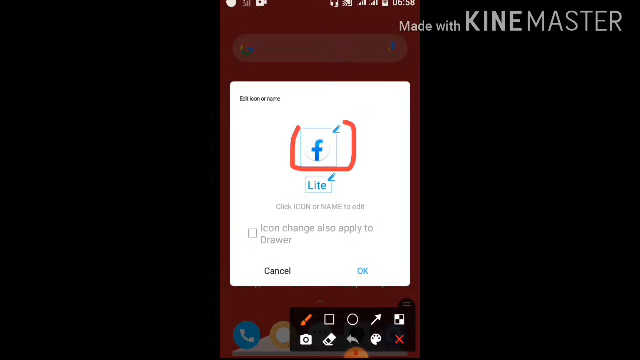 06:58
Made with KINEMASTER
Edit icon or name
f
Lite
Click ICON or NAME to edit
Icon change also apply to
Drawer
Cancel
OK